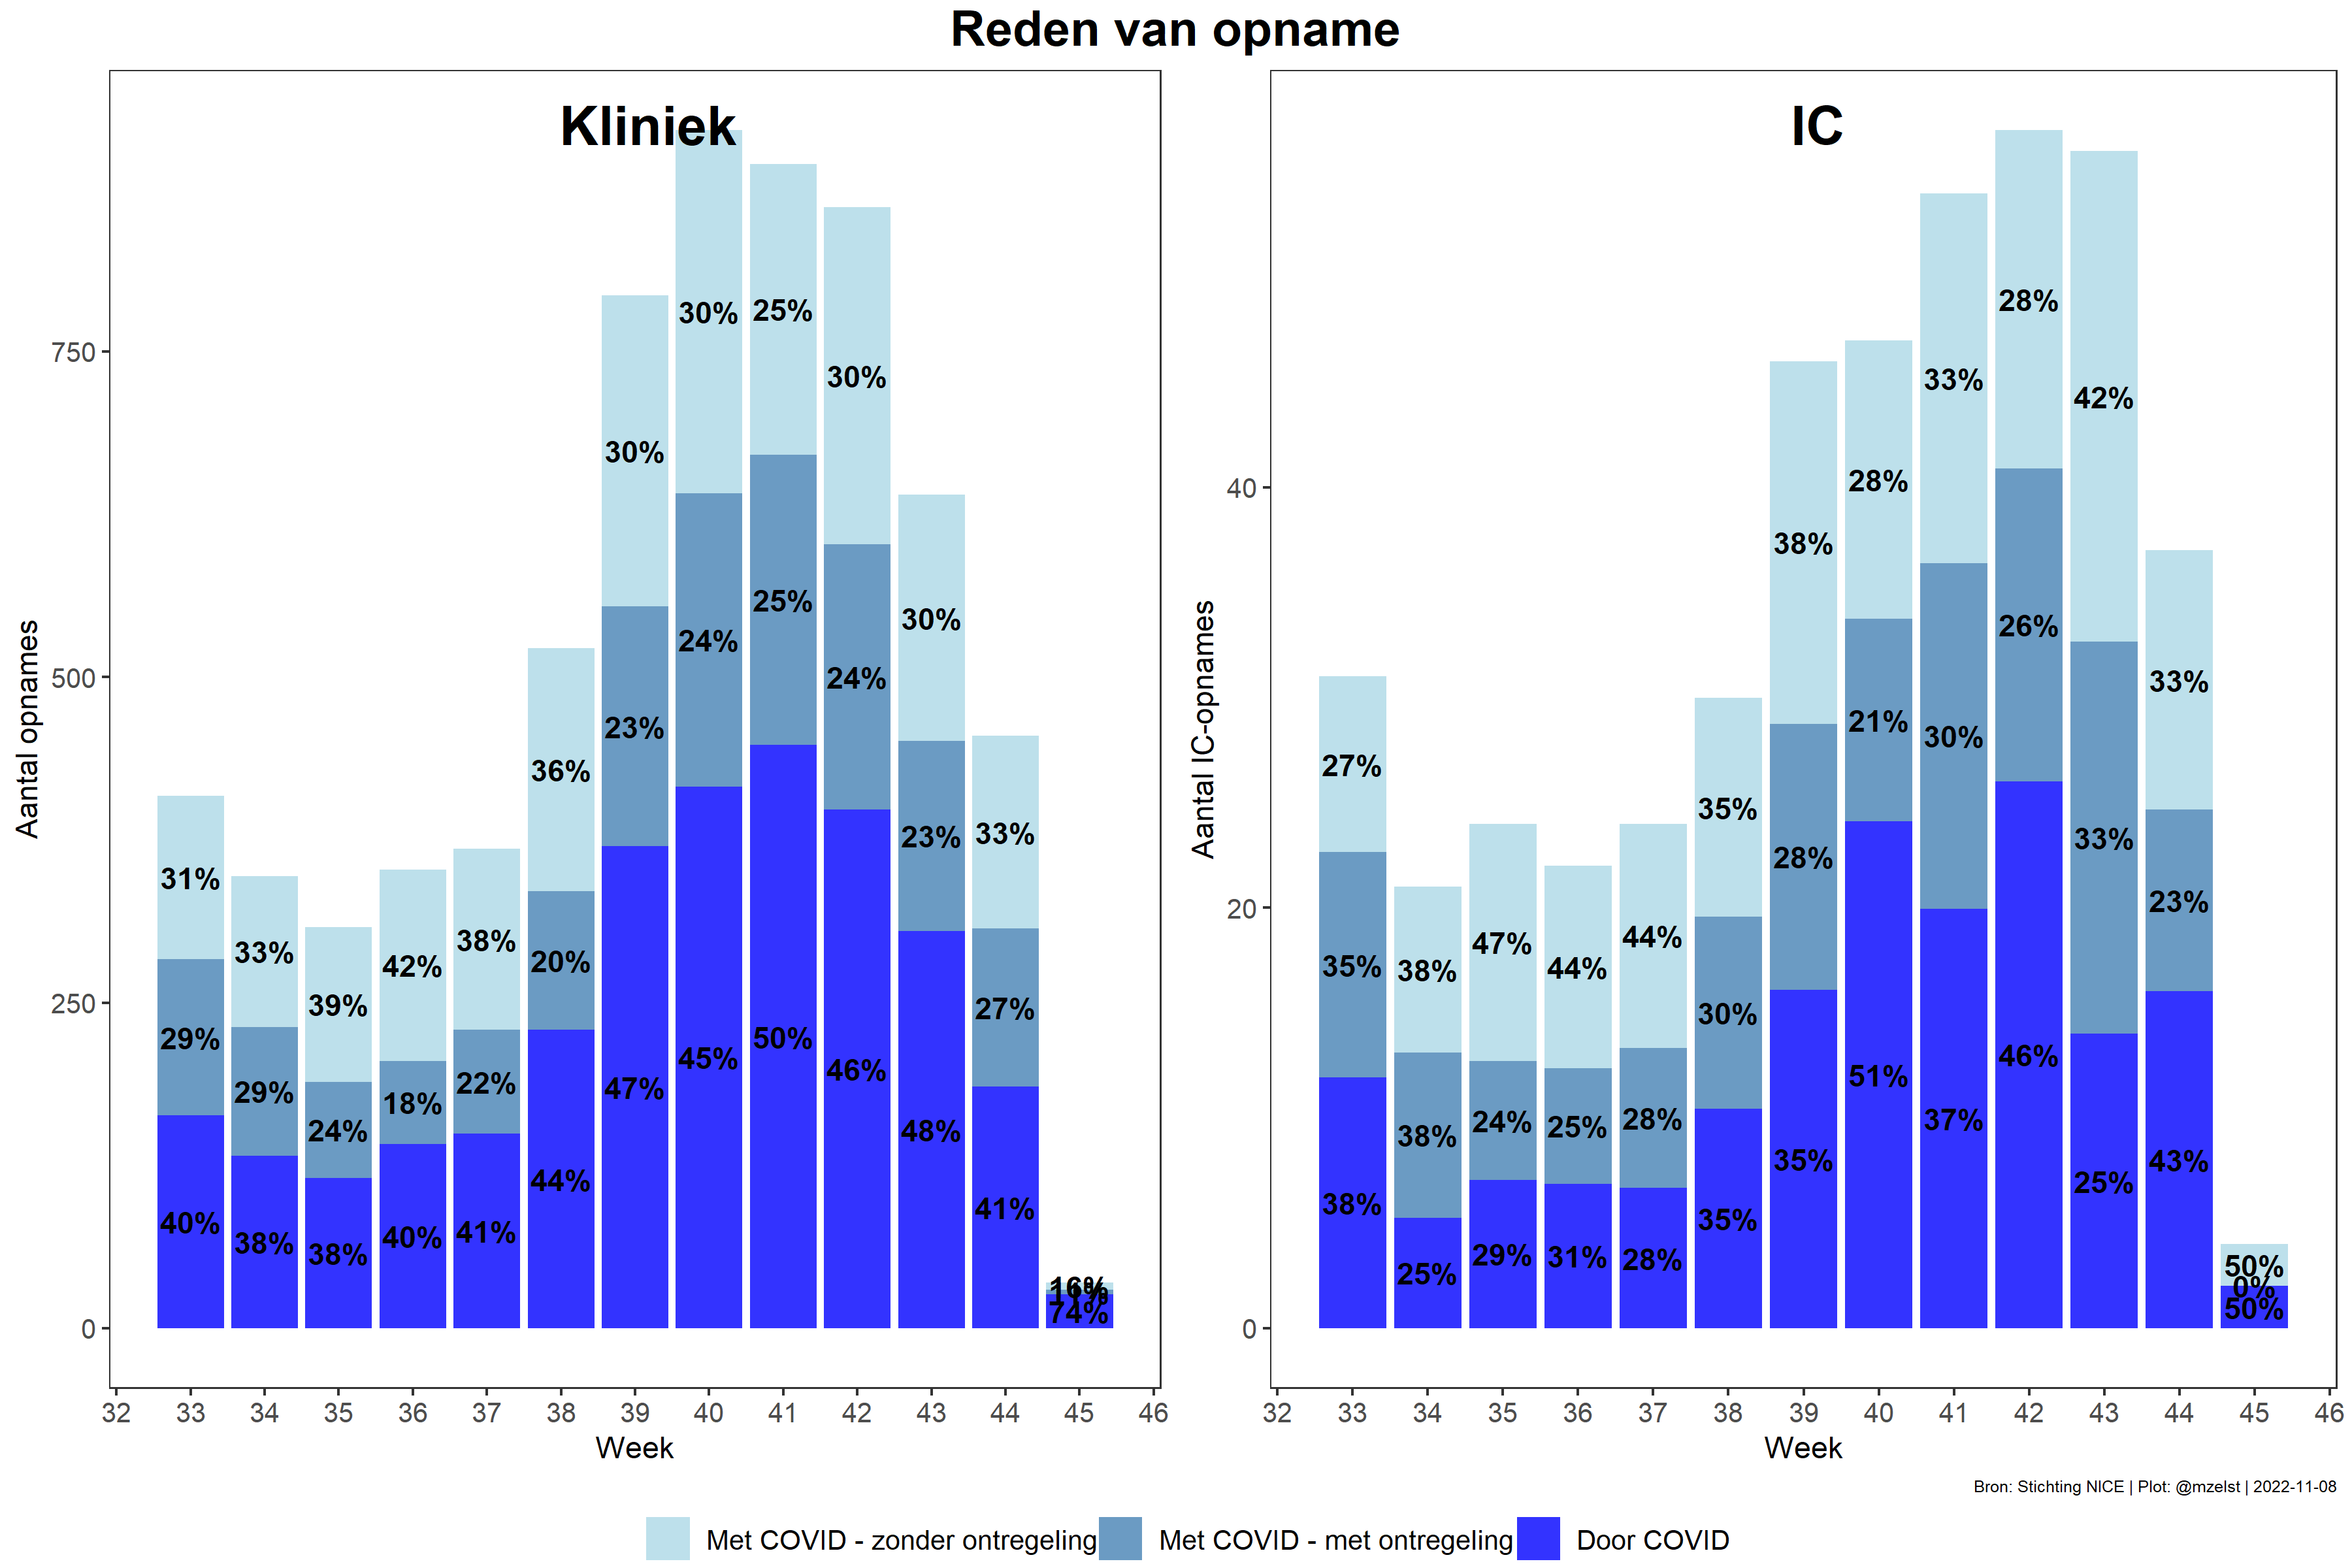 Reden van opname
Kliniek
Aantal opnames
750
500
250
0
31% 29% 40%
33% 29% 38%
39% 24% 38%
42% 18% 40%
38% 22% 41%
36% 20% 44%
30% 23% 47%
30% 24% 45%
25% 25% 50%
30% 24% 46%
30% 23% 48%
33% 27% 41%
16% 11% 74%
32 33 34 35 36 37 38 39 40 41 42 43 44 45 46
Week
IC
Aantal IC-opnames
40
20
0
27% 35% 38%
38% 38% 25%
47% 24% 29%
44% 25% 31%
44% 28% 28%
35% 30% 35%
38% 28% 35%
28% 21% 51%
33% 30% 37%
28% 26% 46%
42% 33% 25%
33% 23% 43%
50% 0% 50%
32 33 34 35 36 37 38 39 40 41 42 43 44 45 46
Week
Bron: Stichting NICE | Plot: @mzelst | 2022-11-08
Met COVID - zonder ontregeling Met COVID - met ontregeling Door COVID